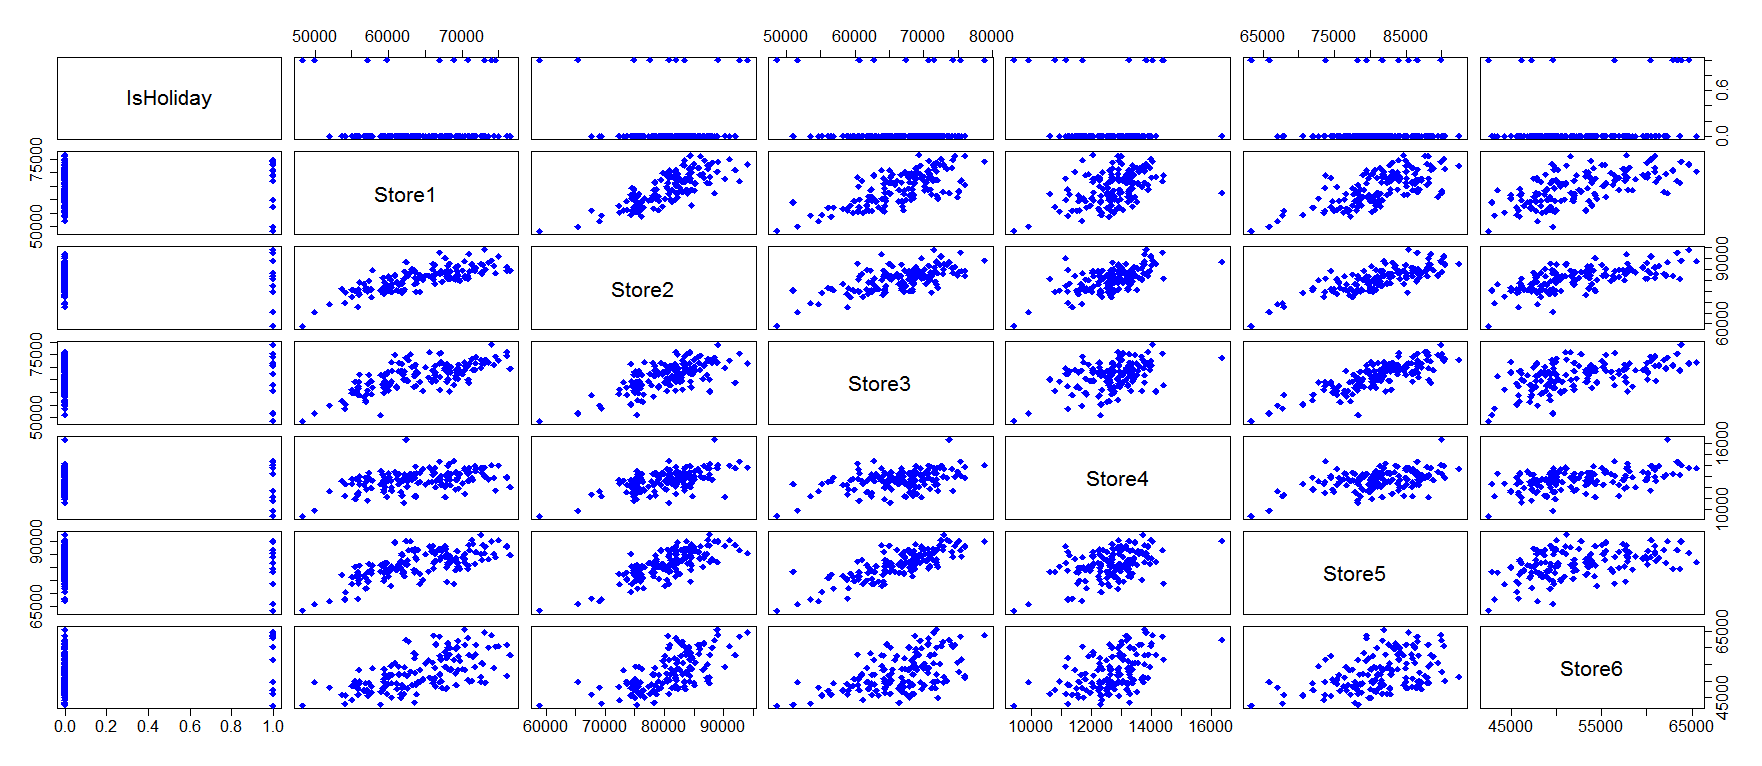 50000 60000 70000 50000 60000 70000 80000 65000 75000 85000
IsHoliday 0.0 0.6
50000 75000 Store1
Store2 60000 90000
50000 75000 Store3
Store4 10000 16000
65000 90000 Store5
Store6 45000 65000
0.0 0.2 0.4 0.6 0.8 1.0 60000 70000 80000 90000 10000 12000 14000 16000 45000 55000 65000